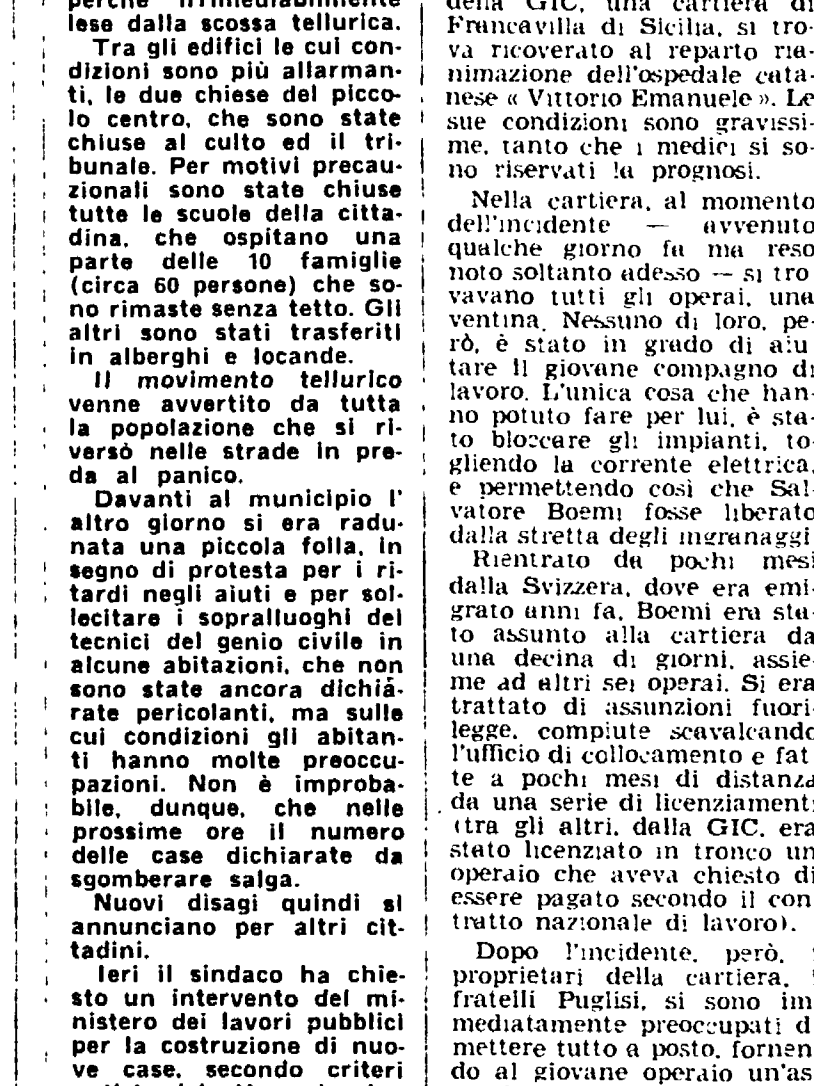 perché irrimediabilmente
lese dalla scossa tellurica.
Tra gli edifici le cui con-
dizioni sono più allarman-
ti, le due chiese del picco-
lo centro, che sono state
chiuse al culto ed il tri-
bunale. Per motivi precau-
zionali sono state chiuse
tutte le scuole della citta-
dina, che ospitano una
parte delle 10 famiglie
(circa 60 persone) che so-
no rimaste senza tetto. Gli
altri sono stati trasferiti
in alberghi e locande.
Il movimento tellurico
venne avvertito da tutta
la popolazione che si ri-
versò nelle strade in pre-
da al panico.
Davanti al municipio l'
altro giorno si era radu-
nata una piccola folla, in
segno di protesta per i ri-
tardi negli aiuti e per sol-
lecitare i sopralluoghi dei
tecnici del genio civile in
alcune abitazioni, che non
sono state ancora dichia-
rate pericolanti, ma sulle
cui condizioni gli abitan-
ti hanno molte preoccu-
pazioni. Non è improba-
bile, dunque, che nelle
prossime ore il numero
delle case dichiarate da
sgomberare salga.
Nuovi disagi quindi si
annunciano per altri cit-
tadini.
Ieri il sindaco ha chie-
sto un intervento del mi-
nistero dei lavori pubblici
per la costruzione di nuo-
ve case, secondo criteri
della GIC, una cartiera di
Francavilla di Sicilia, si tro-
va ricoverato al reparto ria-
nimazione dell'ospedale cata-
nese « Vittorio Emanuele ». Le
sue condizioni sono gravissi-
me, tanto che i medici si so-
no riservati la prognosi.
Nella cartiera, al momento
dell'incidente — avvenuto
qualche giorno fa ma reso
noto soltanto adesso — si tro
vavano tutti gli operai, una
ventina. Nessuno di loro, pe-
rò, è stato in grado di aiu
tare il giovane compagno di
lavoro. L'unica cosa che han-
no potuto fare per lui, è sta-
to bloccare gli impianti, to-
gliendo la corrente elettrica,
e permettendo così che Sal-
vatore Boemi fosse liberato
dalla stretta degli ingranaggi
Rientrato da pochi mesi
dalla Svizzera, dove era emi-
grato anni fa, Boemi era sta-
to assunto alla cartiera da
una decina di giorni, assie-
me ad altri sei operai. Si era
trattato di assunzioni fuori-
legge, compiute scavalcando
l'ufficio di collocamento e fat
te a pochi mesi di distanza
da una serie di licenziamenti
(tra gli altri, dalla GIC, era
stato licenziato in tronco un
operaio che aveva chiesto di
essere pagato secondo il con
tratto nazionale di lavoro).
Dopo l'incidente, però, i
proprietari della cartiera, i
fratelli Puglisi, si sono im
mediatamente preoccupati di
mettere tutto a posto, fornen
do al giovane operaio un'as